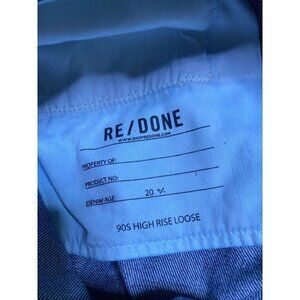 RE/DONE
WWW.SHOPREDONE.COM
PROPERTY OF:
PRODUCT NO:
DENIM AGE: 20 +/-
90S HIGH RISE LOOSE